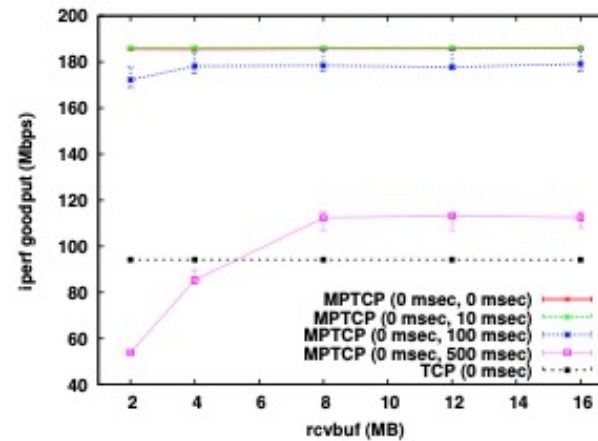 200
180
160
140
120
100
80
60
40
iperf goodput (Mbps)
2
4
6
8
10
12
14
16
rcvbuf (MB)
MPTCP (0 msec, 0 msec)
MPTCP (0 msec, 10 msec)
MPTCP (0 msec, 100 msec)
MPTCP (0 msec, 500 msec)
TCP (0 msec)